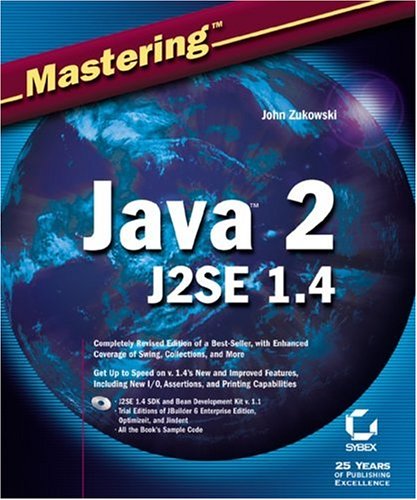 Mastering™
John Zukowski
Java™ 2
J2SE 1.4
Completely Revised Edition of a Best-Seller, with Enhanced
Coverage of Swing, Collections, and More
Get Up to Speed on v. 1.4's New and Improved Features,
Including New I/O, Assertions, and Printing Capabilities
• J2SE 1.4 SDK and Bean Development Kit v. 1.1
• Trial Editions of JBuilder 6 Enterprise Edition,
Optimizeit, and Jindent
• All the Book's Sample Code
SYBEX
25 YEARS
OF PUBLISHING
EXCELLENCE